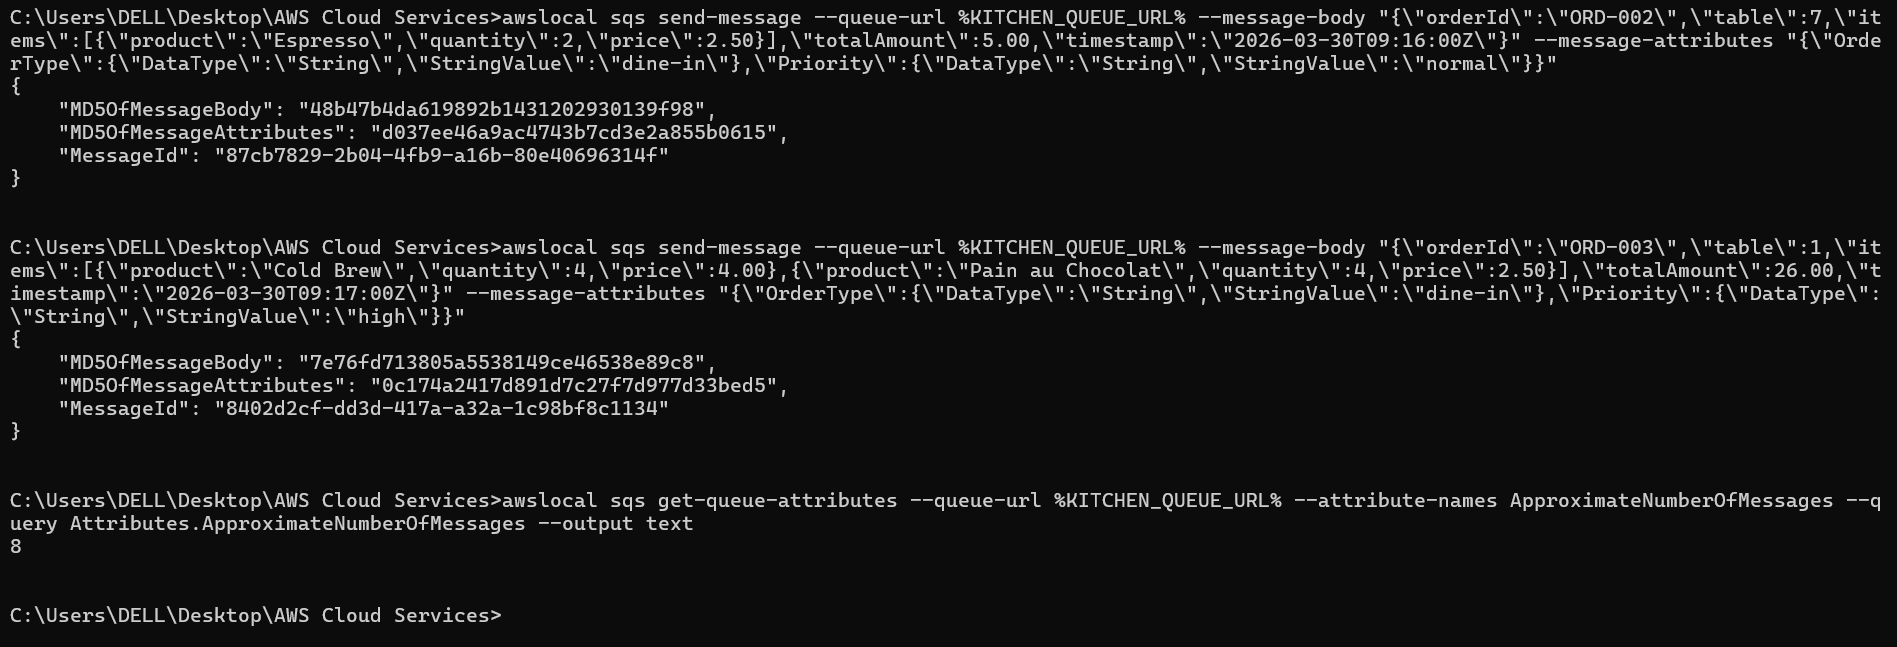 C:\Users\DELL\Desktop\AWS Cloud Services>awslocal sqs send-message --queue-url %KITCHEN_QUEUE_URL% --message-body "{\"orderId\":\"ORD-002\",\"table\":7,\"it
ems\":[{\"product\":\"Espresso\",\"quantity\":2,\"price\":2.50}],\"totalAmount\":5.00,\"timestamp\":\"2026-03-30T09:16:00Z\"}" --message-attributes "{\"Orde
rType\":{\"DataType\":\"String\",\"StringValue\":\"dine-in\"},\"Priority\":{\"DataType\":\"String\",\"StringValue\":\"normal\"}}"
{
    "MD5OfMessageBody": "48b47b4da619892b1431202930139f98",
    "MD5OfMessageAttributes": "d037ee46a9ac4743b7cd3e2a855b0615",
    "MessageId": "87cb7829-2b04-4fb9-a16b-80e40696314f"
}
C:\Users\DELL\Desktop\AWS Cloud Services>awslocal sqs send-message --queue-url %KITCHEN_QUEUE_URL% --message-body "{\"orderId\":\"ORD-003\",\"table\":1,\"it
ems\":[{\"product\":\"Cold Brew\",\"quantity\":4,\"price\":4.00},{\"product\":\"Pain au Chocolat\",\"quantity\":4,\"price\":2.50}],\"totalAmount\":26.00,\"t
imestamp\":\"2026-03-30T09:17:00Z\"}" --message-attributes "{\"OrderType\":{\"DataType\":\"String\",\"StringValue\":\"dine-in\"},\"Priority\":{\"DataType\":
\"String\",\"StringValue\":\"high\"}}"
{
    "MD5OfMessageBody": "7e76fd713805a5538149ce46538e89c8",
    "MD5OfMessageAttributes": "0c174a2417d891d7c27f7d977d33bed5",
    "MessageId": "8402d2cf-dd3d-417a-a32a-1c98bf8c1134"
}
C:\Users\DELL\Desktop\AWS Cloud Services>awslocal sqs get-queue-attributes --queue-url %KITCHEN_QUEUE_URL% --attribute-names ApproximateNumberOfMessages --q
uery Attributes.ApproximateNumberOfMessages --output text
8
C:\Users\DELL\Desktop\AWS Cloud Services>